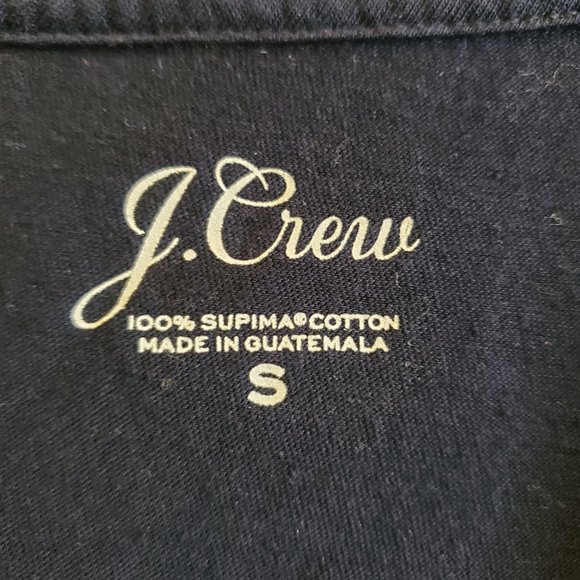 J.Crew
100% SUPIMA® COTTON
MADE IN GUATEMALA
S